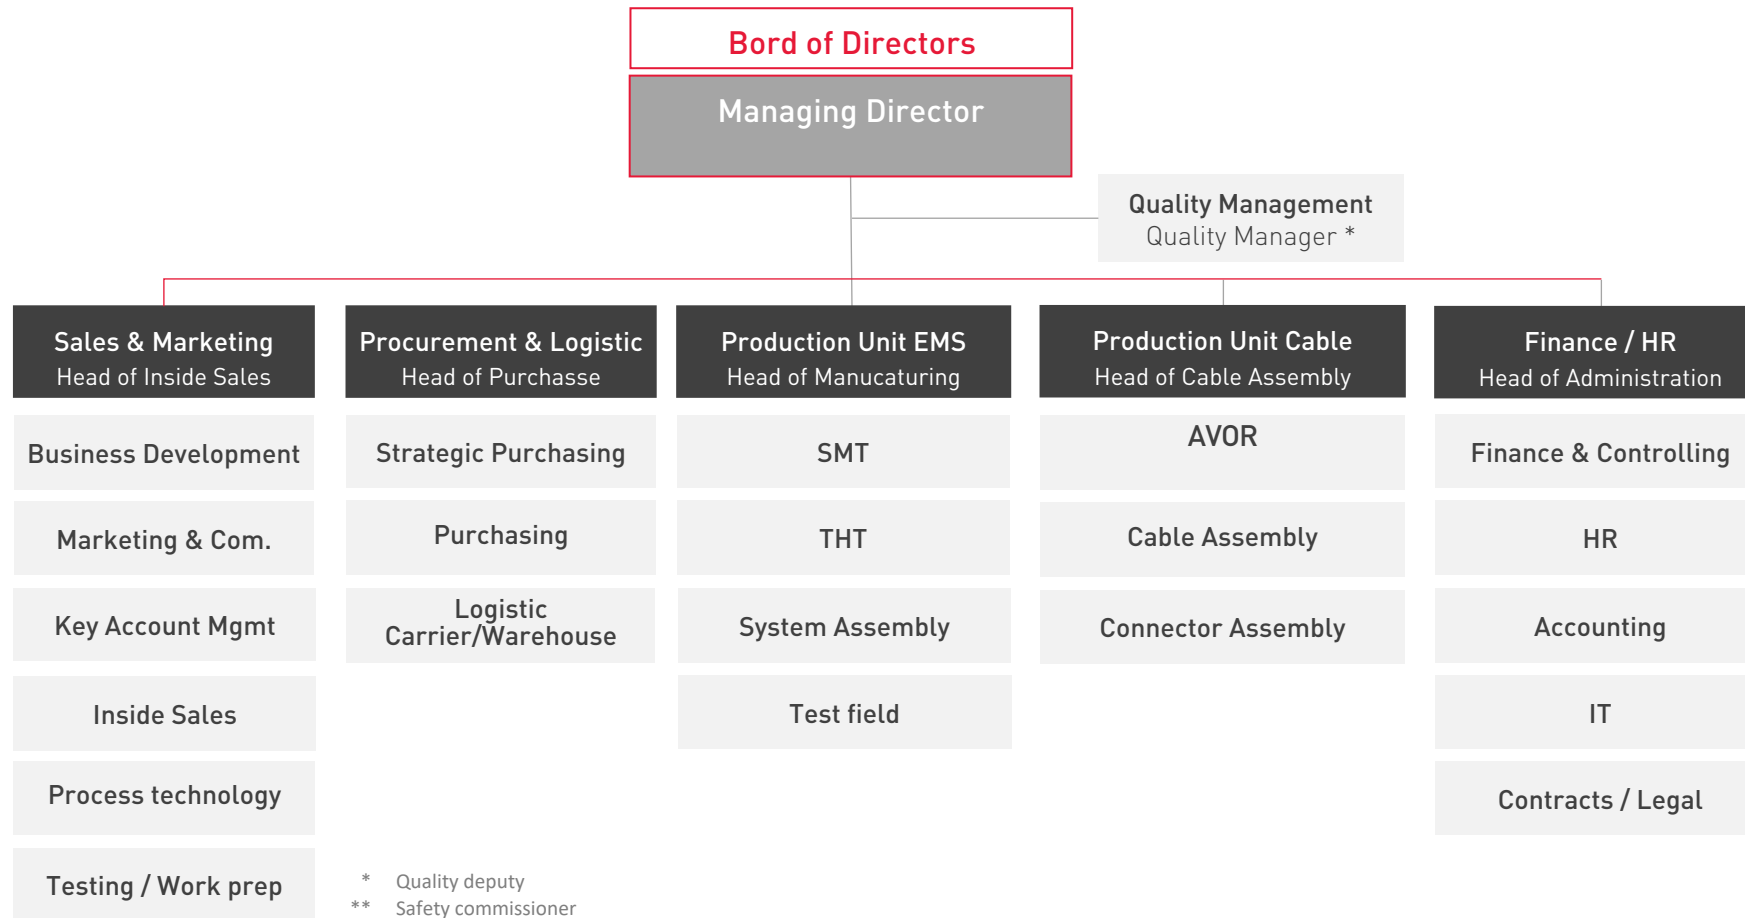 Bord of Directors
Managing Director
Quality Management
Quality Manager *
Sales & Marketing
Head of Inside Sales
Business Development
Marketing & Com.
Key Account Mgmt
Inside Sales
Process technology
Testing / Work prep
Procurement & Logistic
Head of Purchasse
Strategic Purchasing
Purchasing
Logistic
Carrier/Warehouse
Production Unit EMS
Head of Manucaturing
SMT
THT
System Assembly
Test field
Production Unit Cable
Head of Cable Assembly
AVOR
Cable Assembly
Connector Assembly
Finance / HR
Head of Administration
Finance & Controlling
HR
Accounting
IT
Contracts / Legal
* Quality deputy
** Safety commissioner